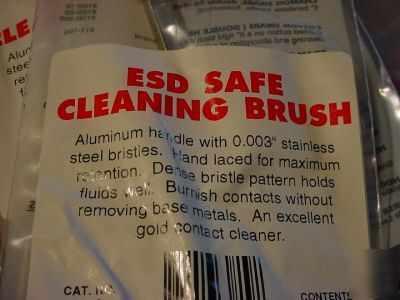 ESD SAFE
CLEANING BRUSH
Aluminum handle with 0.003" stainless
steel bristles. Hand laced for maximum
retention. Dense bristle pattern holds
fluids well. Burnish contacts without
removing base metals. An excellent
gold contact cleaner.
CAT. NO.
CONTENTS